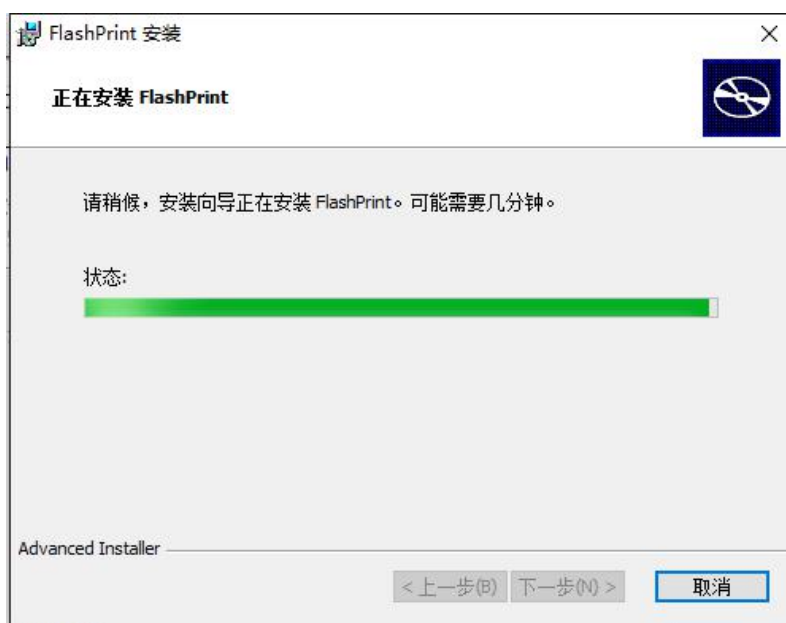 FlashPrint 安装
正在安装 FlashPrint
请稍候，安装向导正在安装 FlashPrint。可能需要几分钟。
状态:
Advanced Installer
< 上一步(B) 下一步(N) > 取消